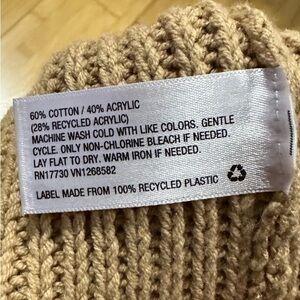 60% COTTON / 40% ACRYLIC
(28% RECYCLED ACRYLIC)
MACHINE WASH COLD WITH LIKE COLORS. GENTLE
CYCLE. ONLY NON-CHLORINE BLEACH IF NEEDED.
LAY FLAT TO DRY. WARM IRON IF NEEDED.
RN17730 VN1268582
LABEL MADE FROM 100% RECYCLED PLASTIC